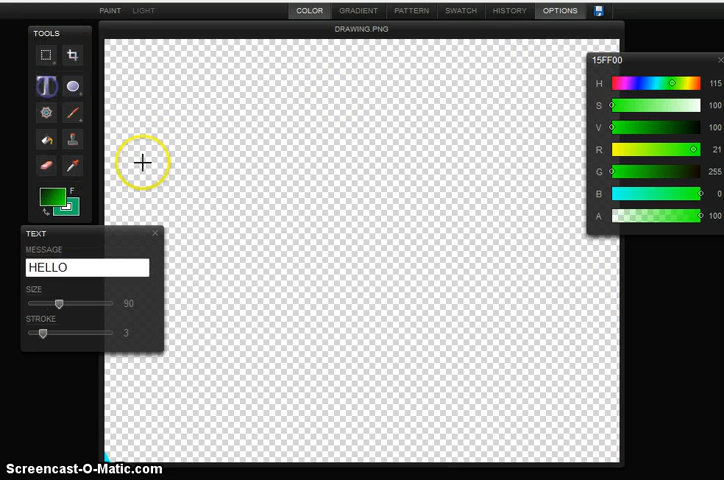 PAINT LIGHT COLOR GRADIENT PATTERN SWATCH HISTORY OPTIONS
DRAWING.PNG
TOOLS
T
F
TEXT
MESSAGE
HELLO
SIZE
90
STROKE
3
15FF00
H 115
S 100
V 100
R 21
G 255
B 0
A 100
Screencast-O-Matic.com